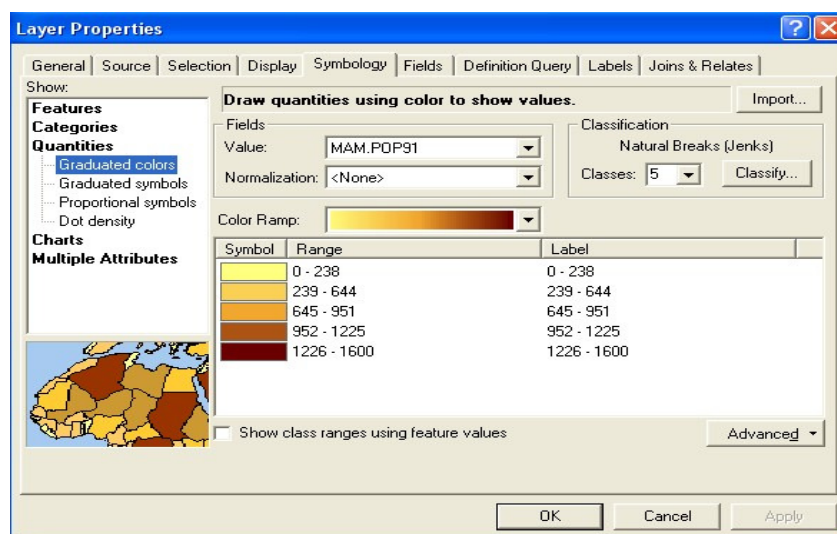 Layer Properties
General Source Selection Display Symbology Fields Definition Query Labels Joins & Relates
Show:
Features
Categories
Quantities
Graduated colors
Graduated symbols
Proportional symbols
Dot density
Charts
Multiple Attributes
Draw quantities using color to show values.
Import...
Fields
Value: MAM.POP91
Normalization: <None>
Classification
Natural Breaks (Jenks)
Classes: 5 Classify...
Color Ramp:
Symbol Range Label
0 - 238 0 - 238
239 - 644 239 - 644
645 - 951 645 - 951
952 - 1225 952 - 1225
1226 - 1600 1226 - 1600
Show class ranges using feature values
Advanced
OK Cancel Apply